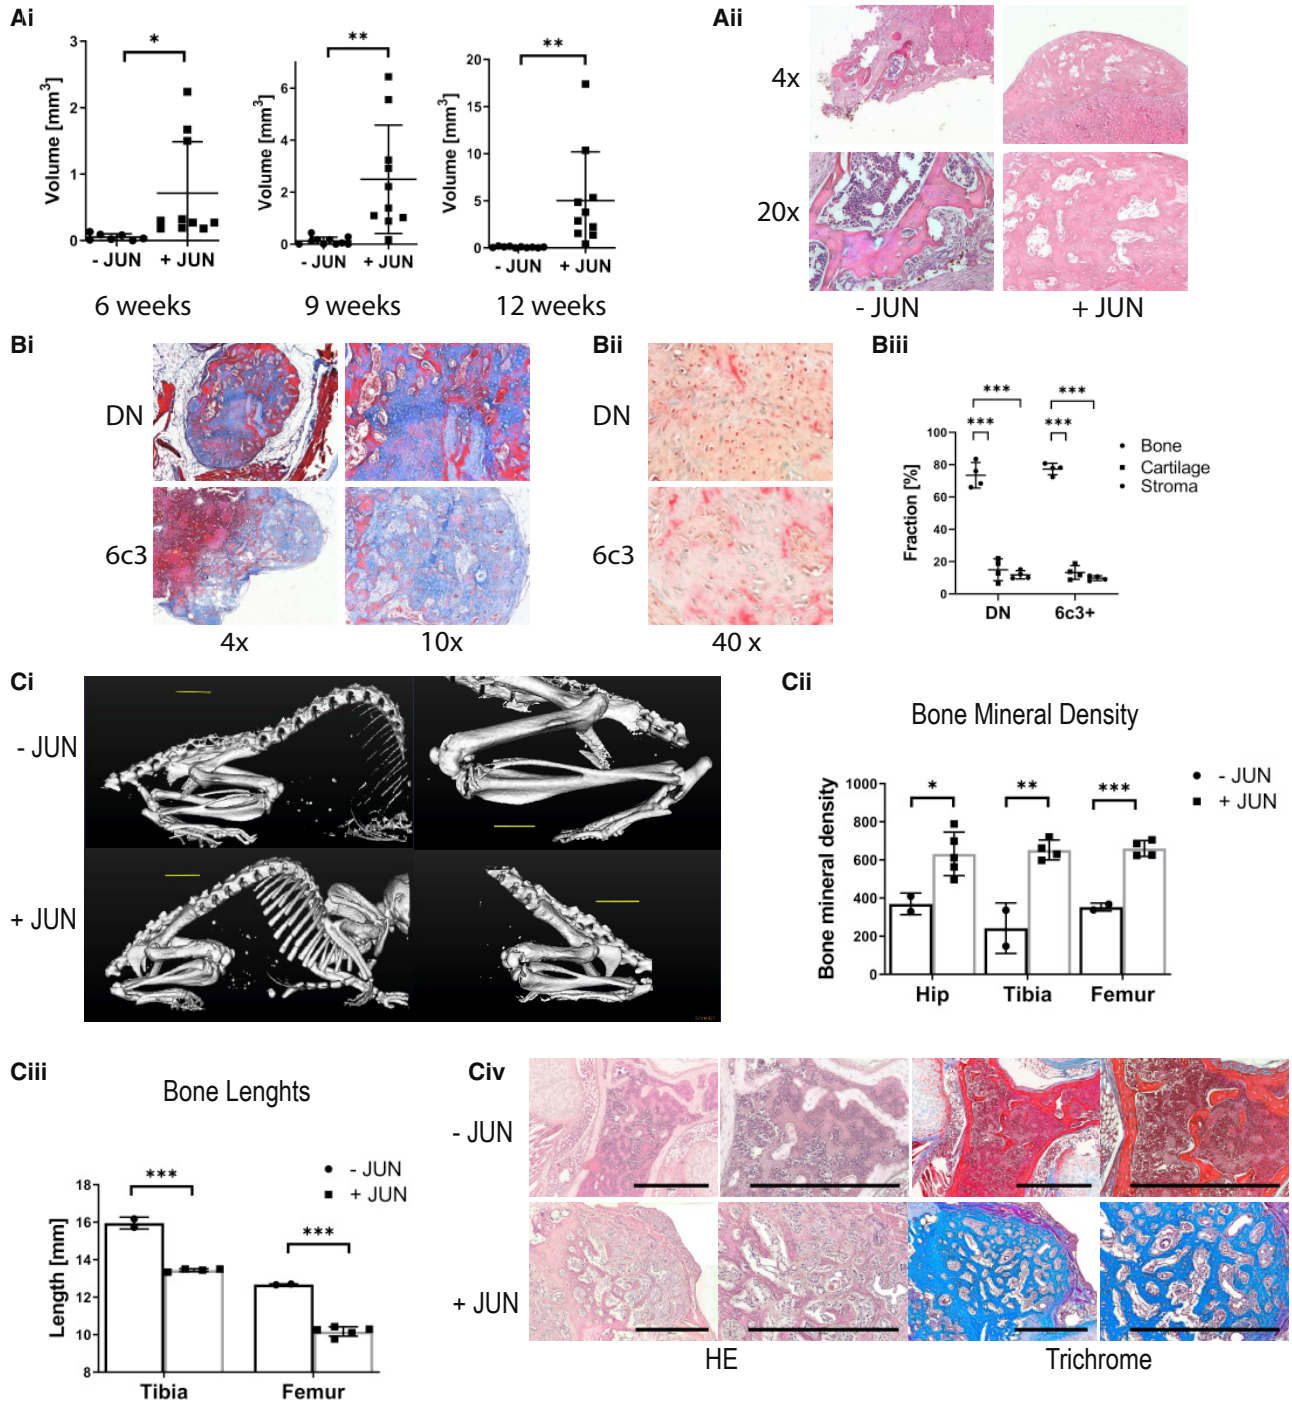 Ai
Volume [mm3]
3
2
1
0
*
- JUN
+ JUN
6 weeks
Volume [mm3]
6
4
2
0
**
- JUN
+ JUN
9 weeks
Volume [mm3]
20
15
10
5
0
**
- JUN
+ JUN
12 weeks
Aii
4x
20x
- JUN
+ JUN
Bi
DN
6c3
4x
10x
Bii
DN
6c3
40 x
Biii
***
***
***
***
Fraction [%]
100
80
60
40
20
0
DN
6c3+
Bone
Cartilage
Stroma
Ci
- JUN
+ JUN
Cii
Bone Mineral Density
Bone mineral density
1000
800
600
400
200
0
*
**
***
- JUN
+ JUN
Hip
Tibia
Femur
Ciii
Bone Lenghts
Length [mm]
18
16
14
12
10
8
***
***
- JUN
+ JUN
Tibia
Femur
Civ
- JUN
+ JUN
HE
Trichrome